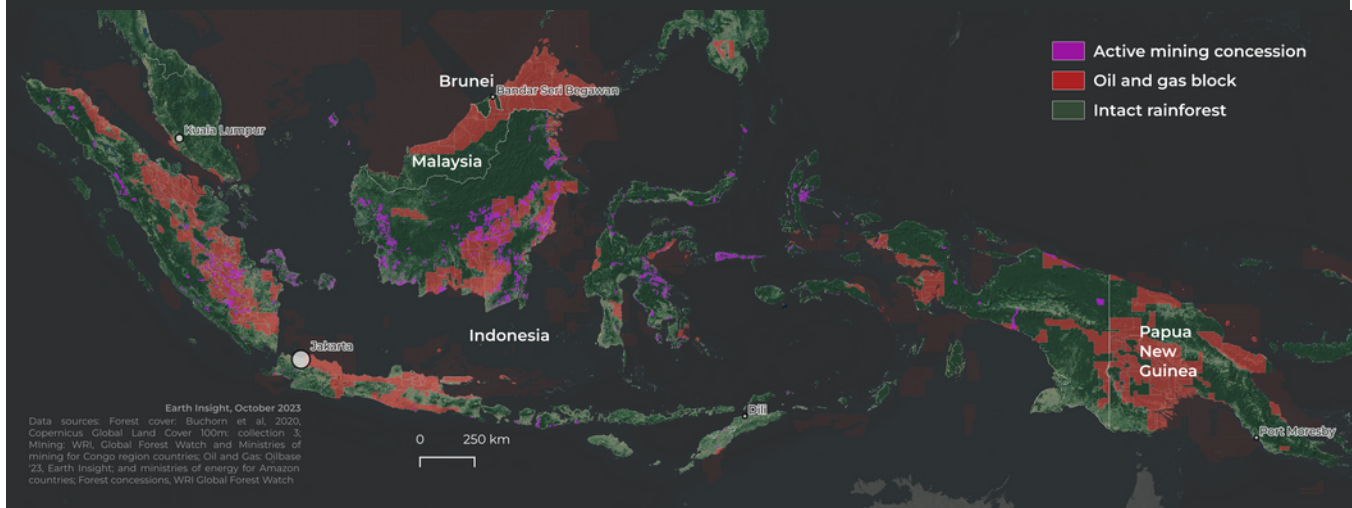 Active mining concession
Oil and gas block
Intact rainforest
Brunei
Bandar Seri Begawan
Kuala Lumpur
Malaysia
Indonesia
Jakarta
Papua
New
Guinea
Dili
Port Moresby
0 250 km
Earth Insight, October 2023
Data sources: Forest cover: Buchorn et al, 2020,
Copernicus Global Land Cover 100m: collection 3;
MIning: WRI, Global Forest Watch and Ministries of
mining for Congo region countries; Oil and Gas: Oilbase
'23, Earth Insight; and ministries of energy for Amazon
countries; Forest concessions, WRI Global Forest Watch